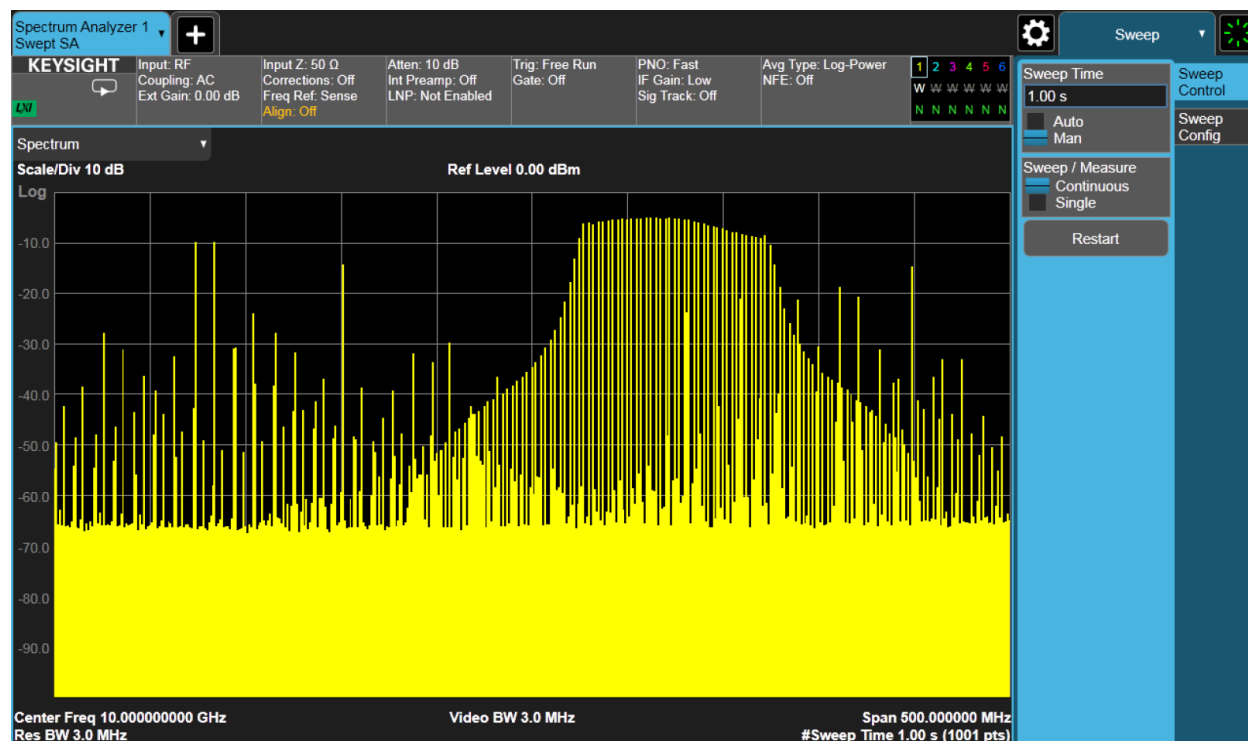 Spectrum Analyzer 1
Swept SA
Sweep
KEYSIGHT
LXI
Input: RF
Coupling: AC
Ext Gain: 0.00 dB
Input Z: 50 Ω
Corrections: Off
Freq Ref: Sense
Align: Off
Atten: 10 dB
Int Preamp: Off
LNP: Not Enabled
Trig: Free Run
Gate: Off
PNO: Fast
IF Gain: Low
Sig Track: Off
Avg Type: Log-Power
NFE: Off
1 2 3 4 5 6
W W W W W W
N N N N N N
Spectrum
Scale/Div 10 dB
Ref Level 0.00 dBm
Log
-10.0
-20.0
-30.0
-40.0
-50.0
-60.0
-70.0
-80.0
-90.0
Center Freq 10.000000000 GHz
Res BW 3.0 MHz
Video BW 3.0 MHz
Span 500.000000 MHz
#Sweep Time 1.00 s (1001 pts)
Sweep Time
1.00 s
Auto
Man
Sweep / Measure
Continuous
Single
Restart
Sweep
Control
Sweep
Config